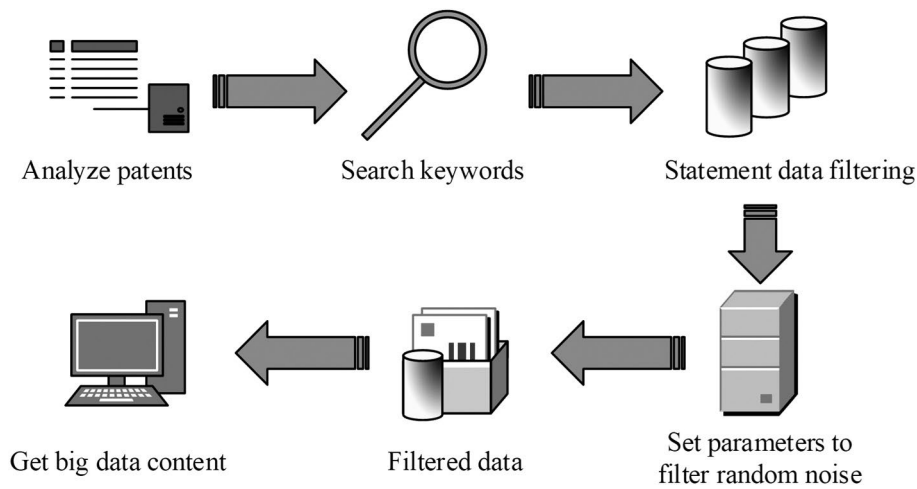 Analyze patents
Search keywords
Statement data filtering
Get big data content
Filtered data
Set parameters to
filter random noise